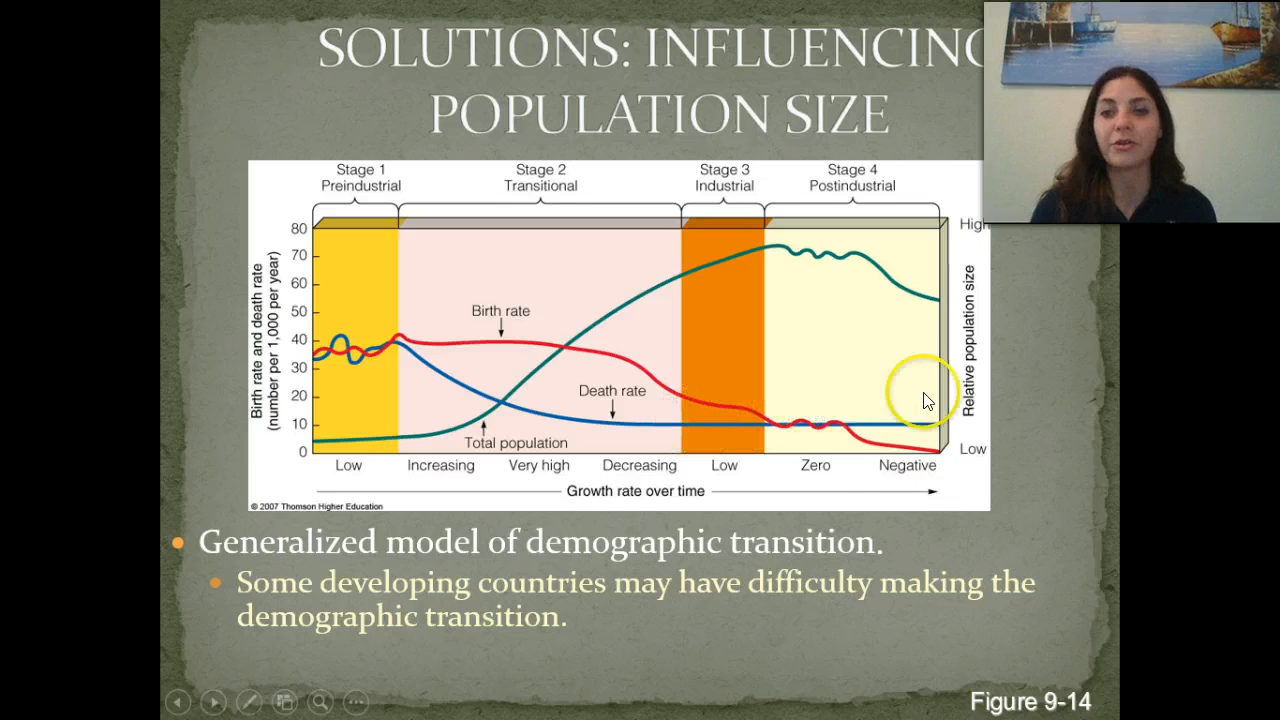 SOLUTIONS: INFLUENCING
POPULATION SIZE
Stage 1
Preindustrial
Stage 2
Transitional
Stage 3
Industrial
Stage 4
Postindustrial
80
70
60
50
40
30
20
10
0
Birth rate and death rate
(number per 1,000 per year)
High
Relative population size
Low
Birth rate
Death rate
Total population
Low
Increasing
Very high
Decreasing
Low
Zero
Negative
Growth rate over time
© 2007 Thomson Higher Education
Generalized model of demographic transition.
Some developing countries may have difficulty making the
demographic transition.
Figure 9-14